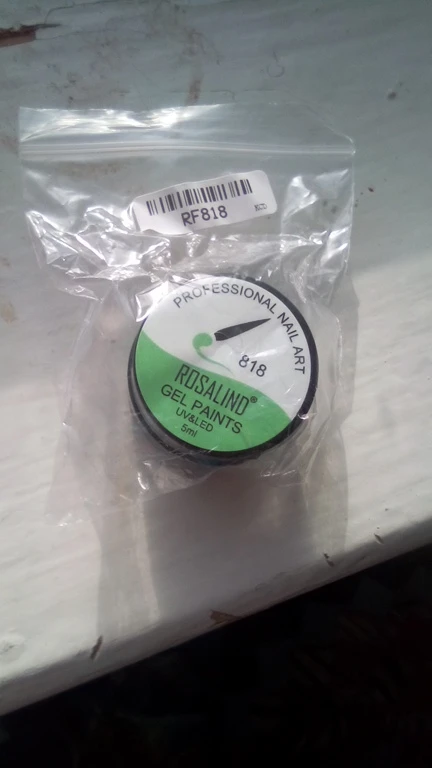 RF818
PROFESSIONAL NAIL ART
818
ROSALIND®
GEL PAINTS
UV&LED
5ml